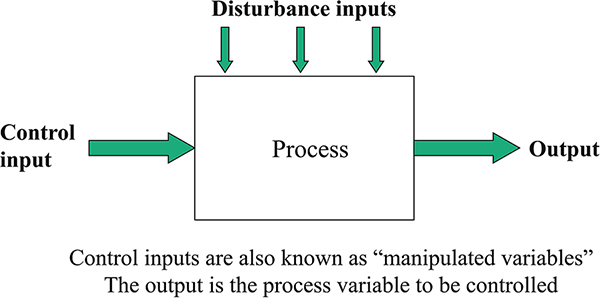 Disturbance inputs
Control
input
Process
Output
Control inputs are also known as “manipulated variables”
The output is the process variable to be controlled